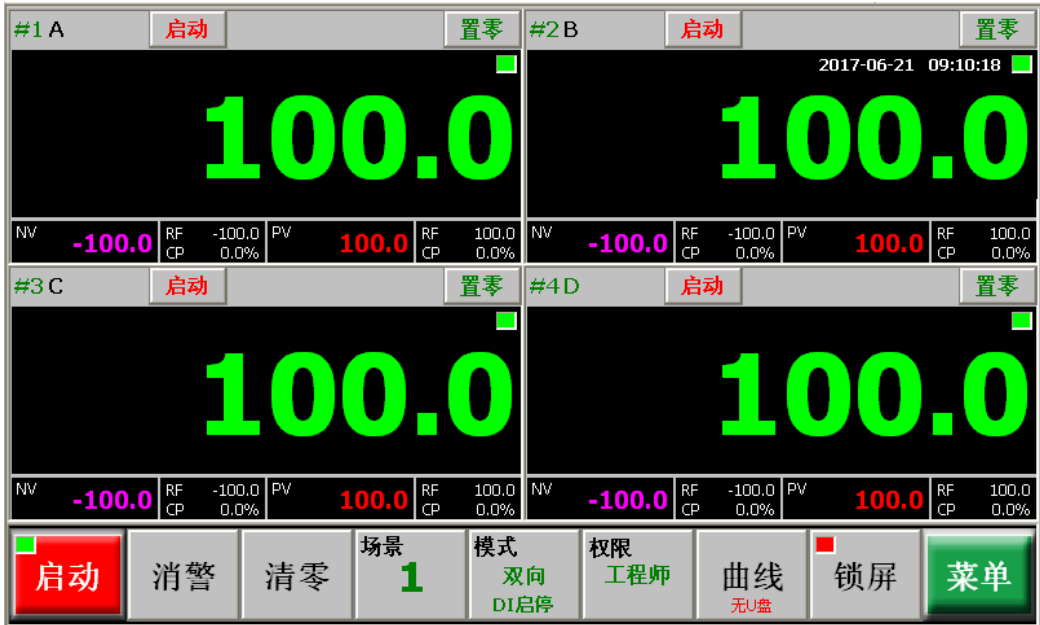 #1 A 启动 置零
100.0
NV -100.0 RF -100.0 PV 100.0 RF 100.0
CP 0.0% CP 0.0%
#2 B 启动 置零
2017-06-21 09:10:18
100.0
NV -100.0 RF -100.0 PV 100.0 RF 100.0
CP 0.0% CP 0.0%
#3 C 启动 置零
100.0
NV -100.0 RF -100.0 PV 100.0 RF 100.0
CP 0.0% CP 0.0%
#4 D 启动 置零
100.0
NV -100.0 RF -100.0 PV 100.0 RF 100.0
CP 0.0% CP 0.0%
启动
消警
清零
场景
1
模式
双向
DI启停
权限
工程师
曲线
无U盘
锁屏
菜单